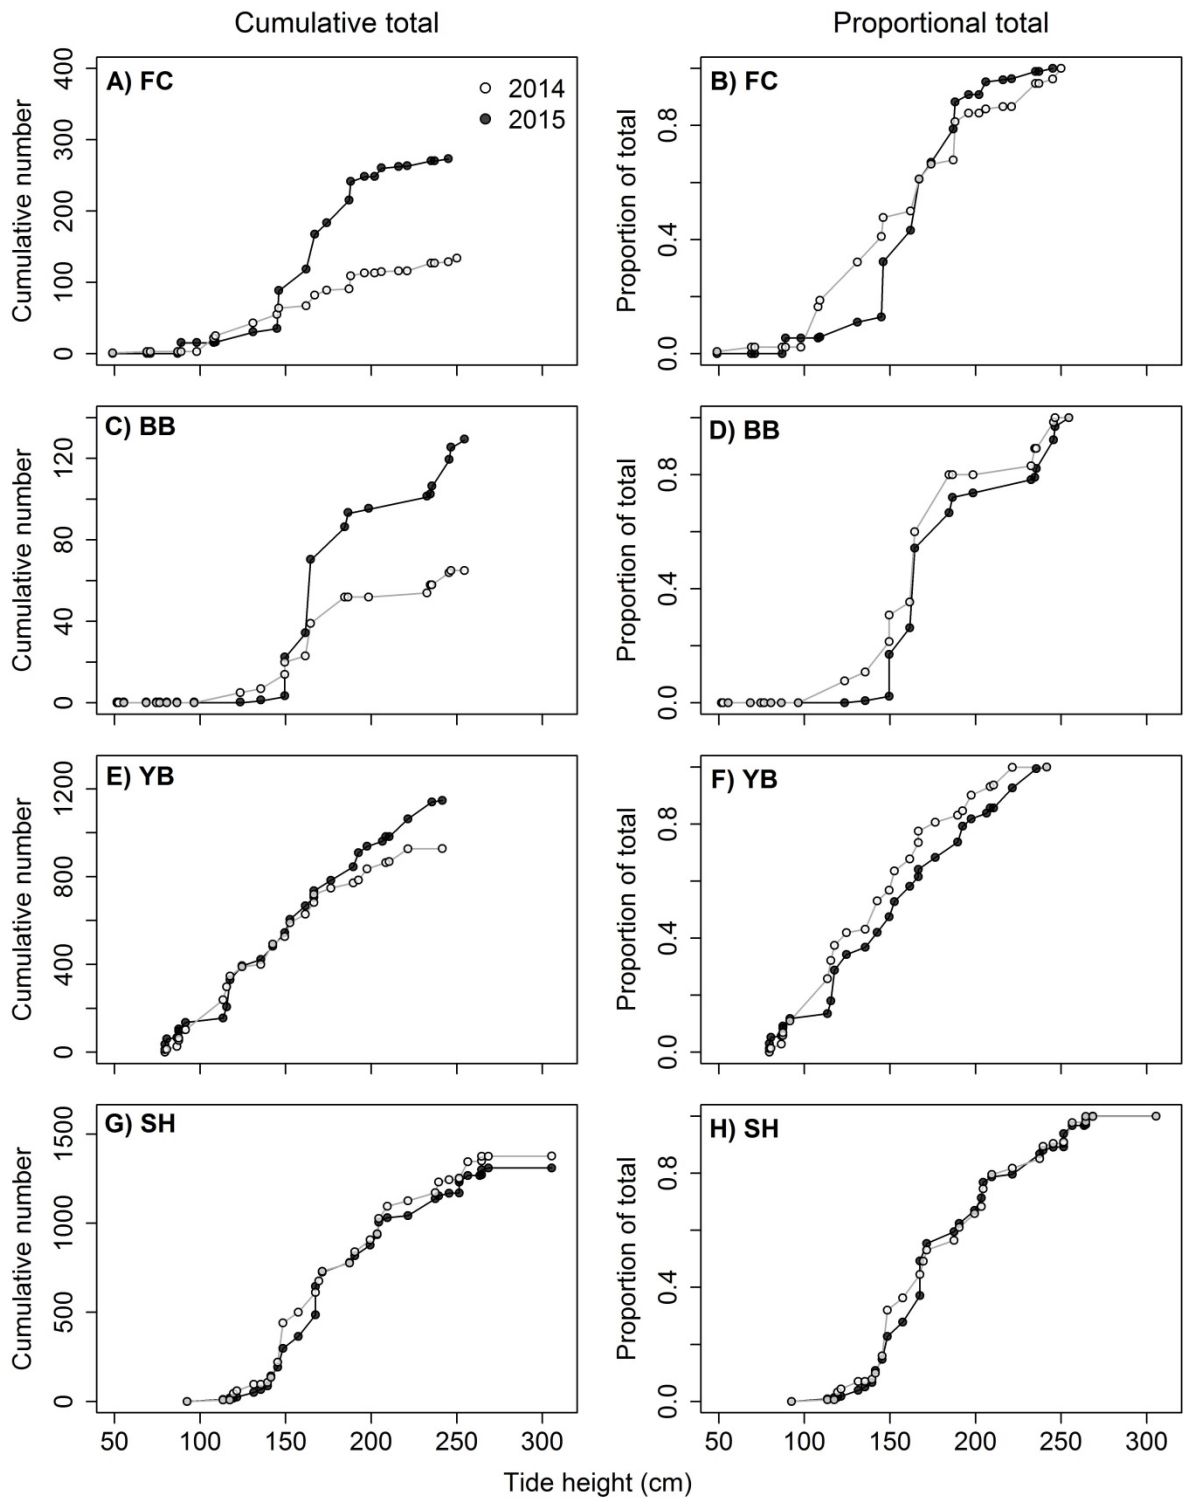 Cumulative total
Proportional total
A) FC
2014
2015
Cumulative number
0
100
200
300
400
B) FC
Proportion of total
0.0
0.4
0.8
C) BB
Cumulative number
0
40
80
120
D) BB
Proportion of total
0.0
0.4
0.8
E) YB
Cumulative number
0
400
800
1200
F) YB
Proportion of total
0.0
0.4
0.8
G) SH
Cumulative number
0
500
1000
1500
50 100 150 200 250 300
H) SH
Proportion of total
0.0
0.4
0.8
50 100 150 200 250 300
Tide height (cm)